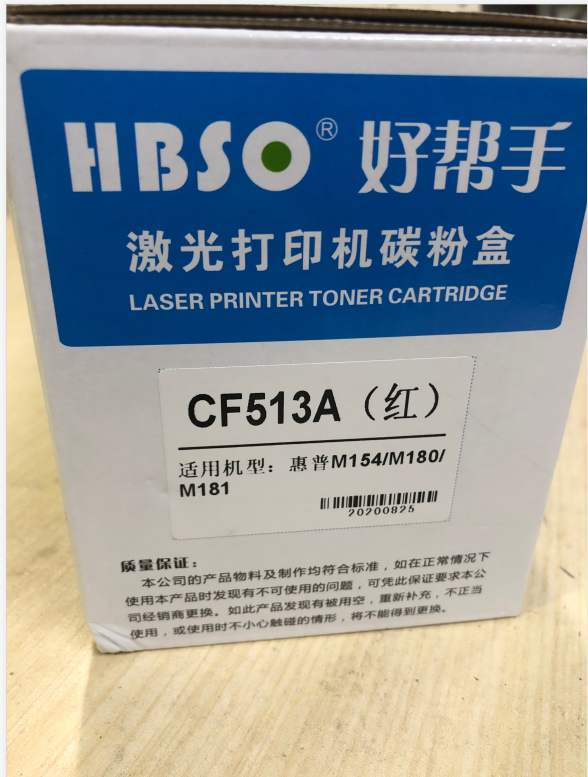 HBSO® 好帮手
激光打印机碳粉盒
LASER PRINTER TONER CARTRIDGE
CF513A（红）
适用机型：惠普M154/M180/
M181
20200825
质量保证：
本公司的产品物料及制作均符合标准，如在正常情况下
使用本产品时发现有不可使用的问题，可凭此保证要求本公
司经销商更换。如此产品发现有被用空，重新补充，不正当
使用，或使用时不小心触碰的情形，将不能得到更换。